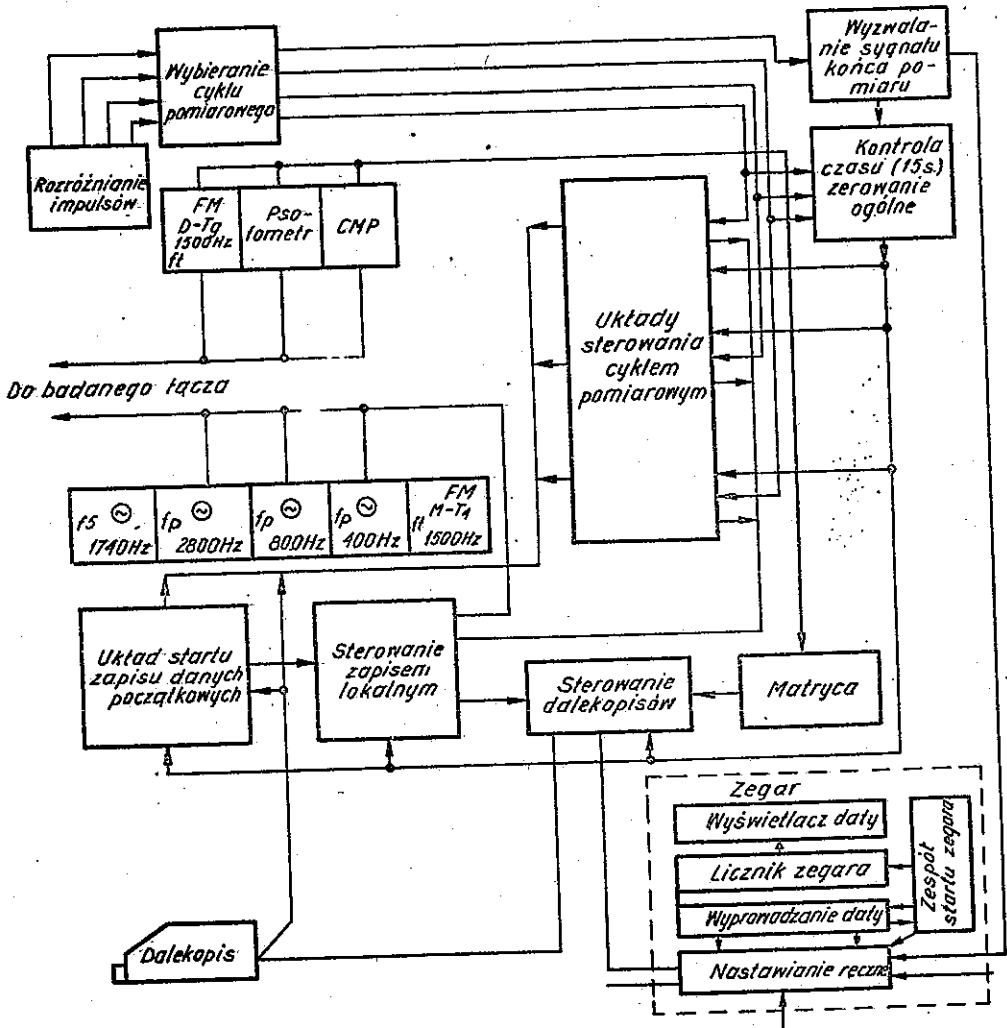 Wybieranie
cyklu
pomiarowego
Wyzwala-
nie sygnału
końca po-
miaru
Rozróżnianie
impulsów
FM
D-Tg
1500Hz
ft
Pso-
fometr
CMP
Kontrola
czasu (15s.)
zerowanie
ogólne
Układy
sterowania
cyklem
pomiarowym
Do badanego łącza
fs
1740Hz
fp
2800Hz
fp
800Hz
fp
400Hz
FM
M-T1
ft
1500Hz
Układ startu
zapisu danych
początkowych
Sterowanie
zapisem
lokalnym
Sterowanie
dalekopisów
Matryca
Zegar
Wyświetlacz daty
Licznik zegara
Wyprowadzanie daty
Nastawianie ręczne
Zespół
startu zegara
Dalekopis